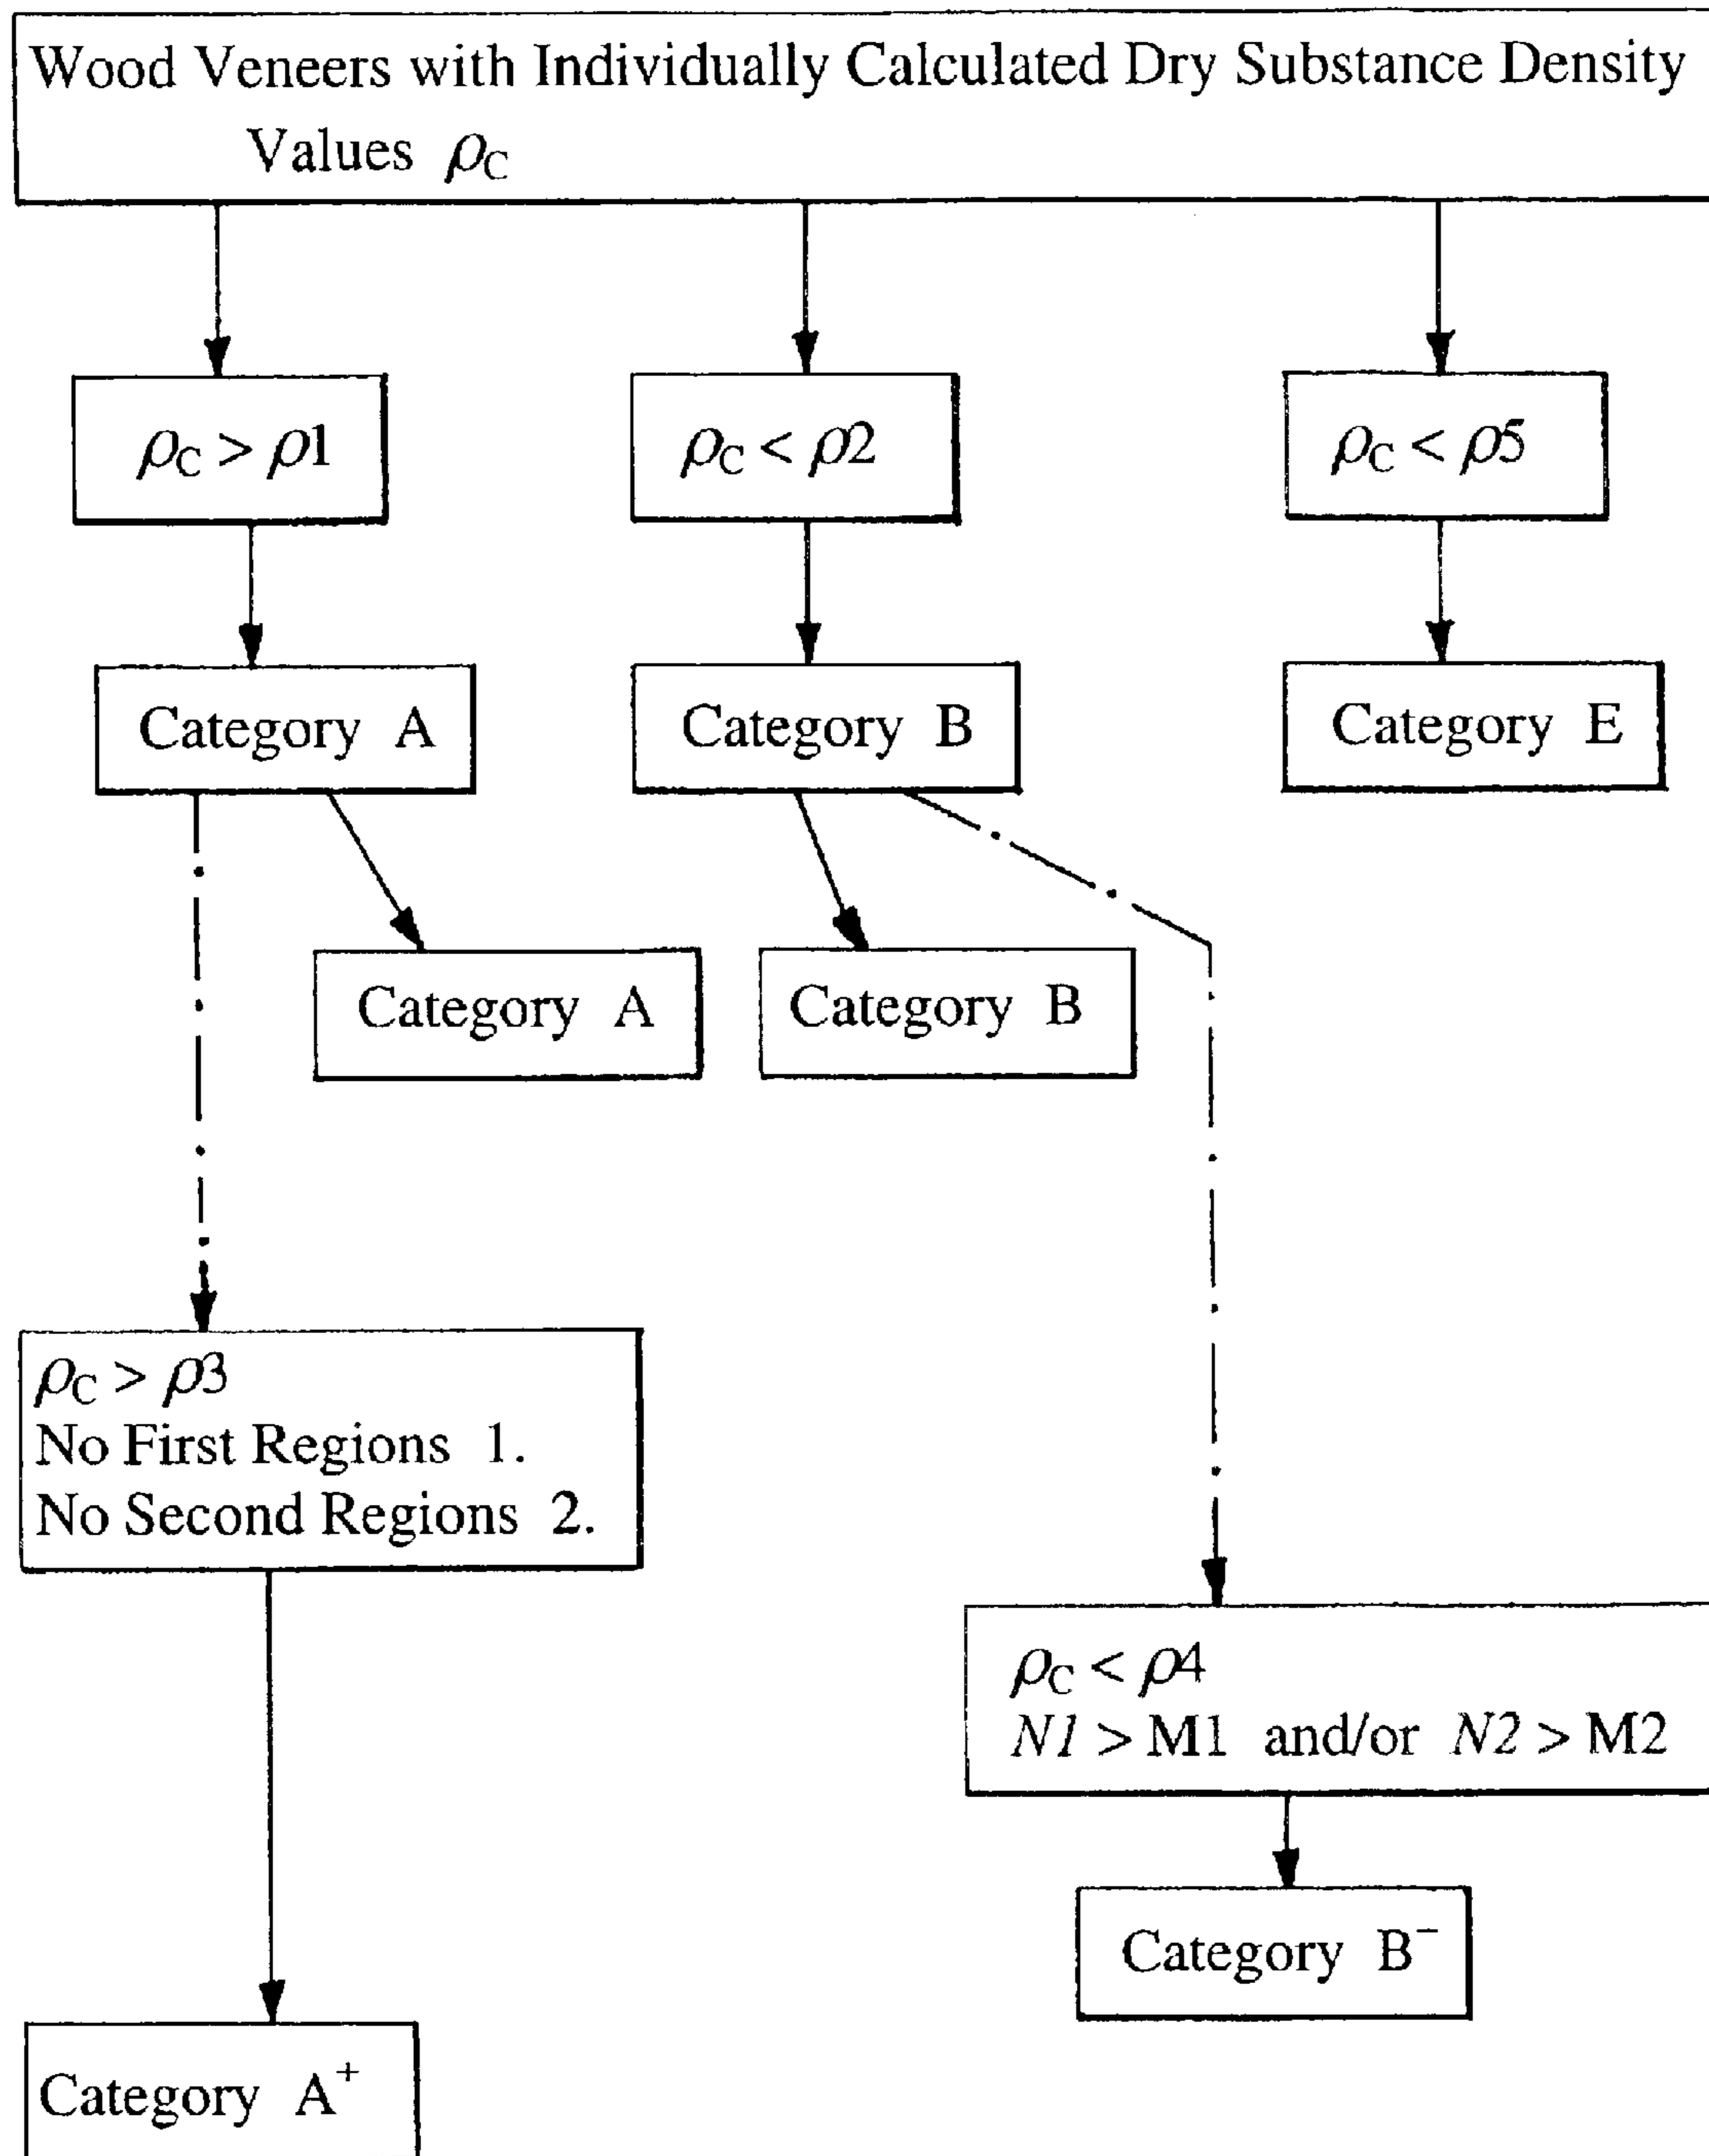 Wood Veneers with Individually Calculated Dry Substance Density
Values ρC
ρC > ρ1
ρC < ρ2
ρC < ρ5
Category A
Category B
Category E
Category A
Category B
ρC > ρ3
No First Regions 1.
No Second Regions 2.
ρC < ρ4
N1 > M1 and/or N2 > M2
Category B⁻
Category A⁺